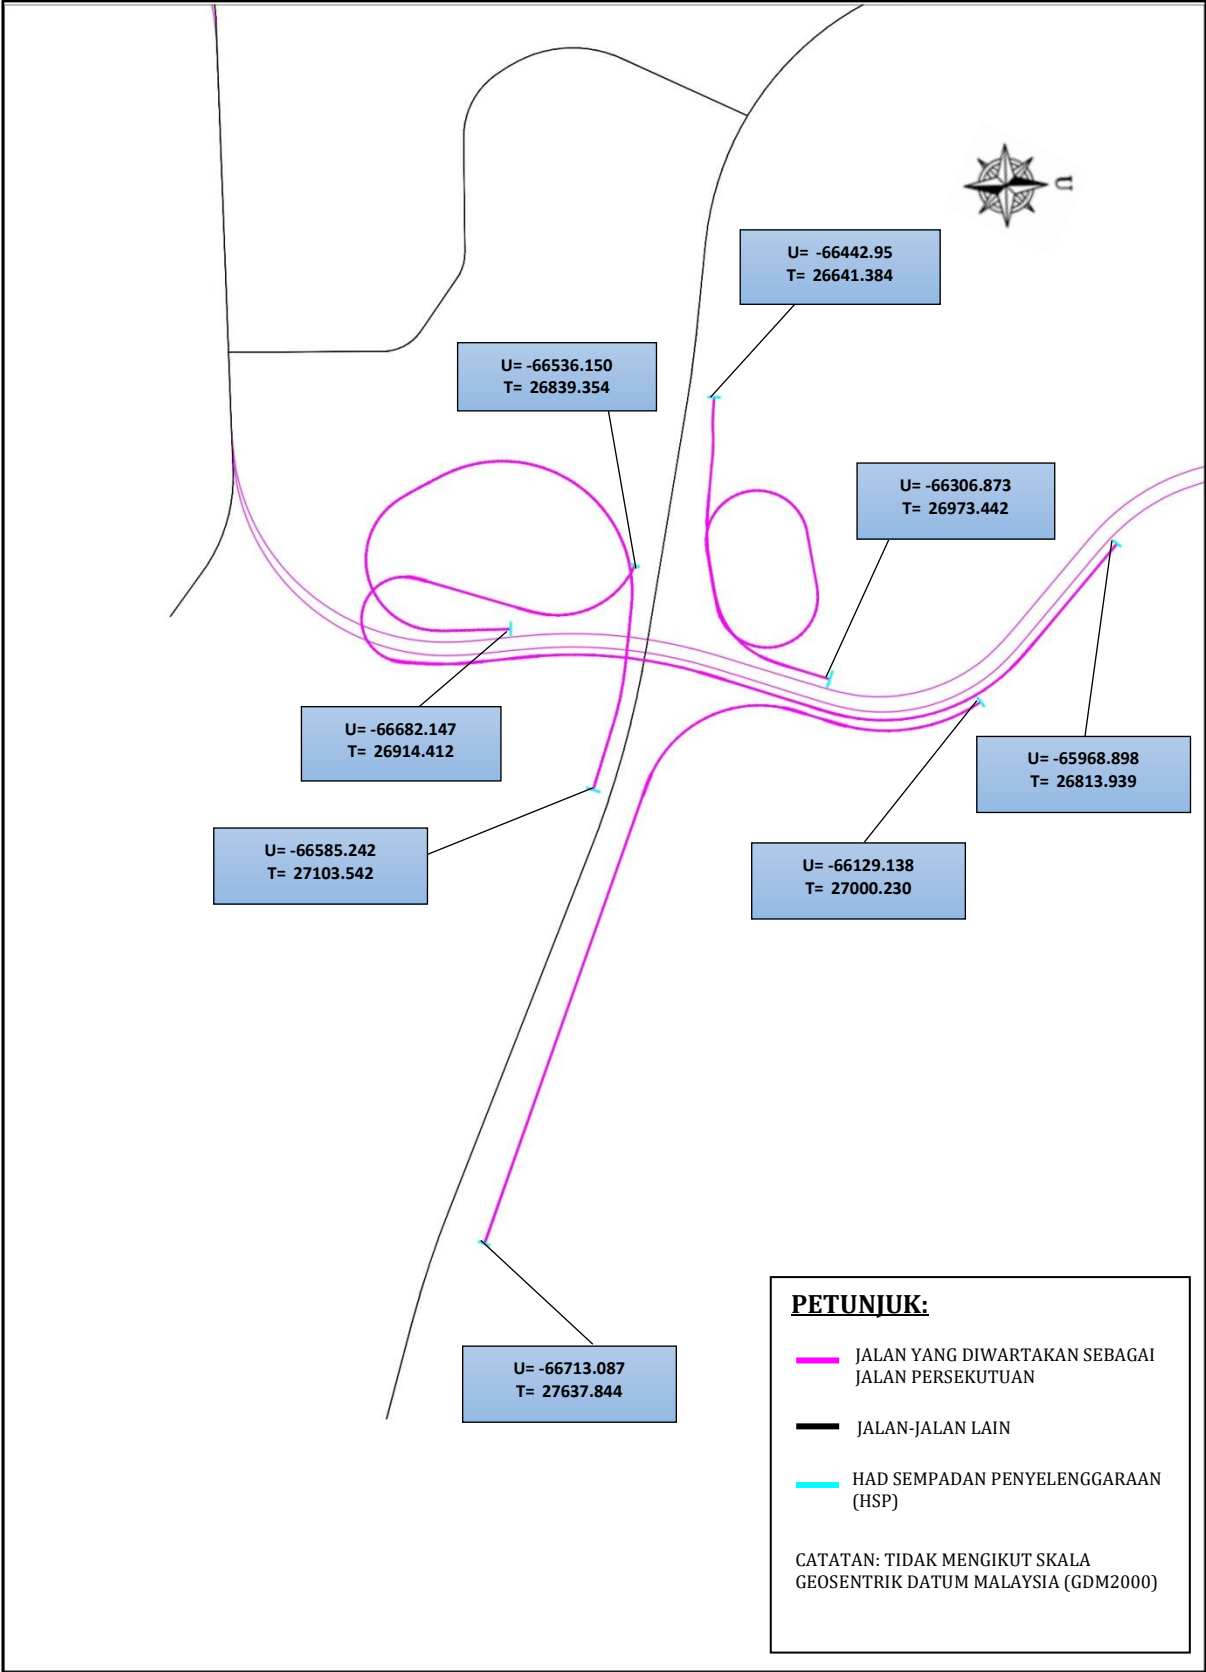 U
U= -66442.95
T= 26641.384
U= -66536.150
T= 26839.354
U= -66306.873
T= 26973.442
U= -66682.147
T= 26914.412
U= -65968.898
T= 26813.939
U= -66585.242
T= 27103.542
U= -66129.138
T= 27000.230
U= -66713.087
T= 27637.844
PETUNJUK:
JALAN YANG DIWARTAKAN SEBAGAI
JALAN PERSEKUTUAN
JALAN-JALAN LAIN
HAD SEMPADAN PENYELENGGARAAN
(HSP)
CATATAN: TIDAK MENGIKUT SKALA
GEOSENTRIK DATUM MALAYSIA (GDM2000)